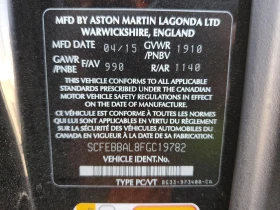 MFD BY ASTON MARTIN LAGONDA LTD
WARWICKSHIRE, ENGLAND
DATE 04/15 GVWR /PNBV 1910
GAWR /PNBE F/AV 990 R/AR 1140
THIS VEHICLE CONFORMS TO ALL
APPLICABLE STANDARDS PRESCRIBED
UNDER THE CANADIAN MOTOR
VEHICLE SAFETY REGULATIONS IN
EFFECT ON THE DATE OF MANUFACTURE
CE VÉHICULE EST CONFORME À
TOUTES LES NORMES QUI LUI SONT
APPLICABLES EN VERTU DU RÈGLEMENT
SUR LA SÉCURITÉ DES VÉHICULES
AUTOMOBILES DU CANADA EN VIGUEUR
À LA DATE DE SA FABRICATION
SCFEBBAL8FGC19782
VEHICLE IDENT.No.
TYPE PC/VT